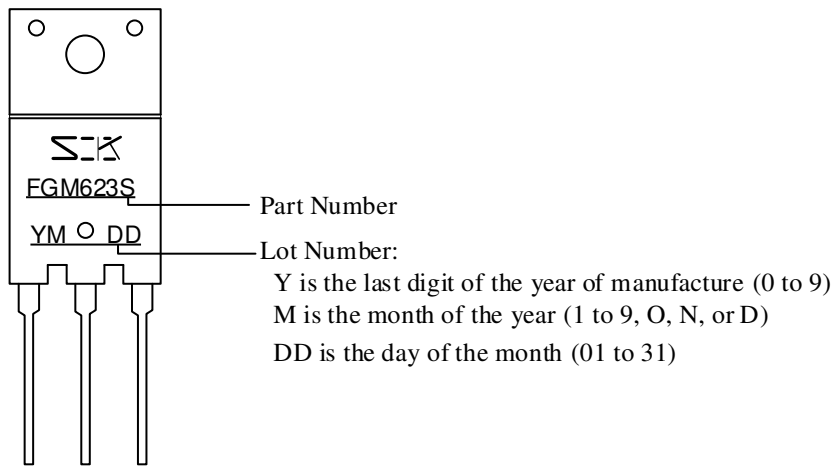 SK
FGM623S
YM DD
Part Number
Lot Number:
Y is the last digit of the year of manufacture (0 to 9)
M is the month of the year (1 to 9, O, N, or D)
DD is the day of the month (01 to 31)